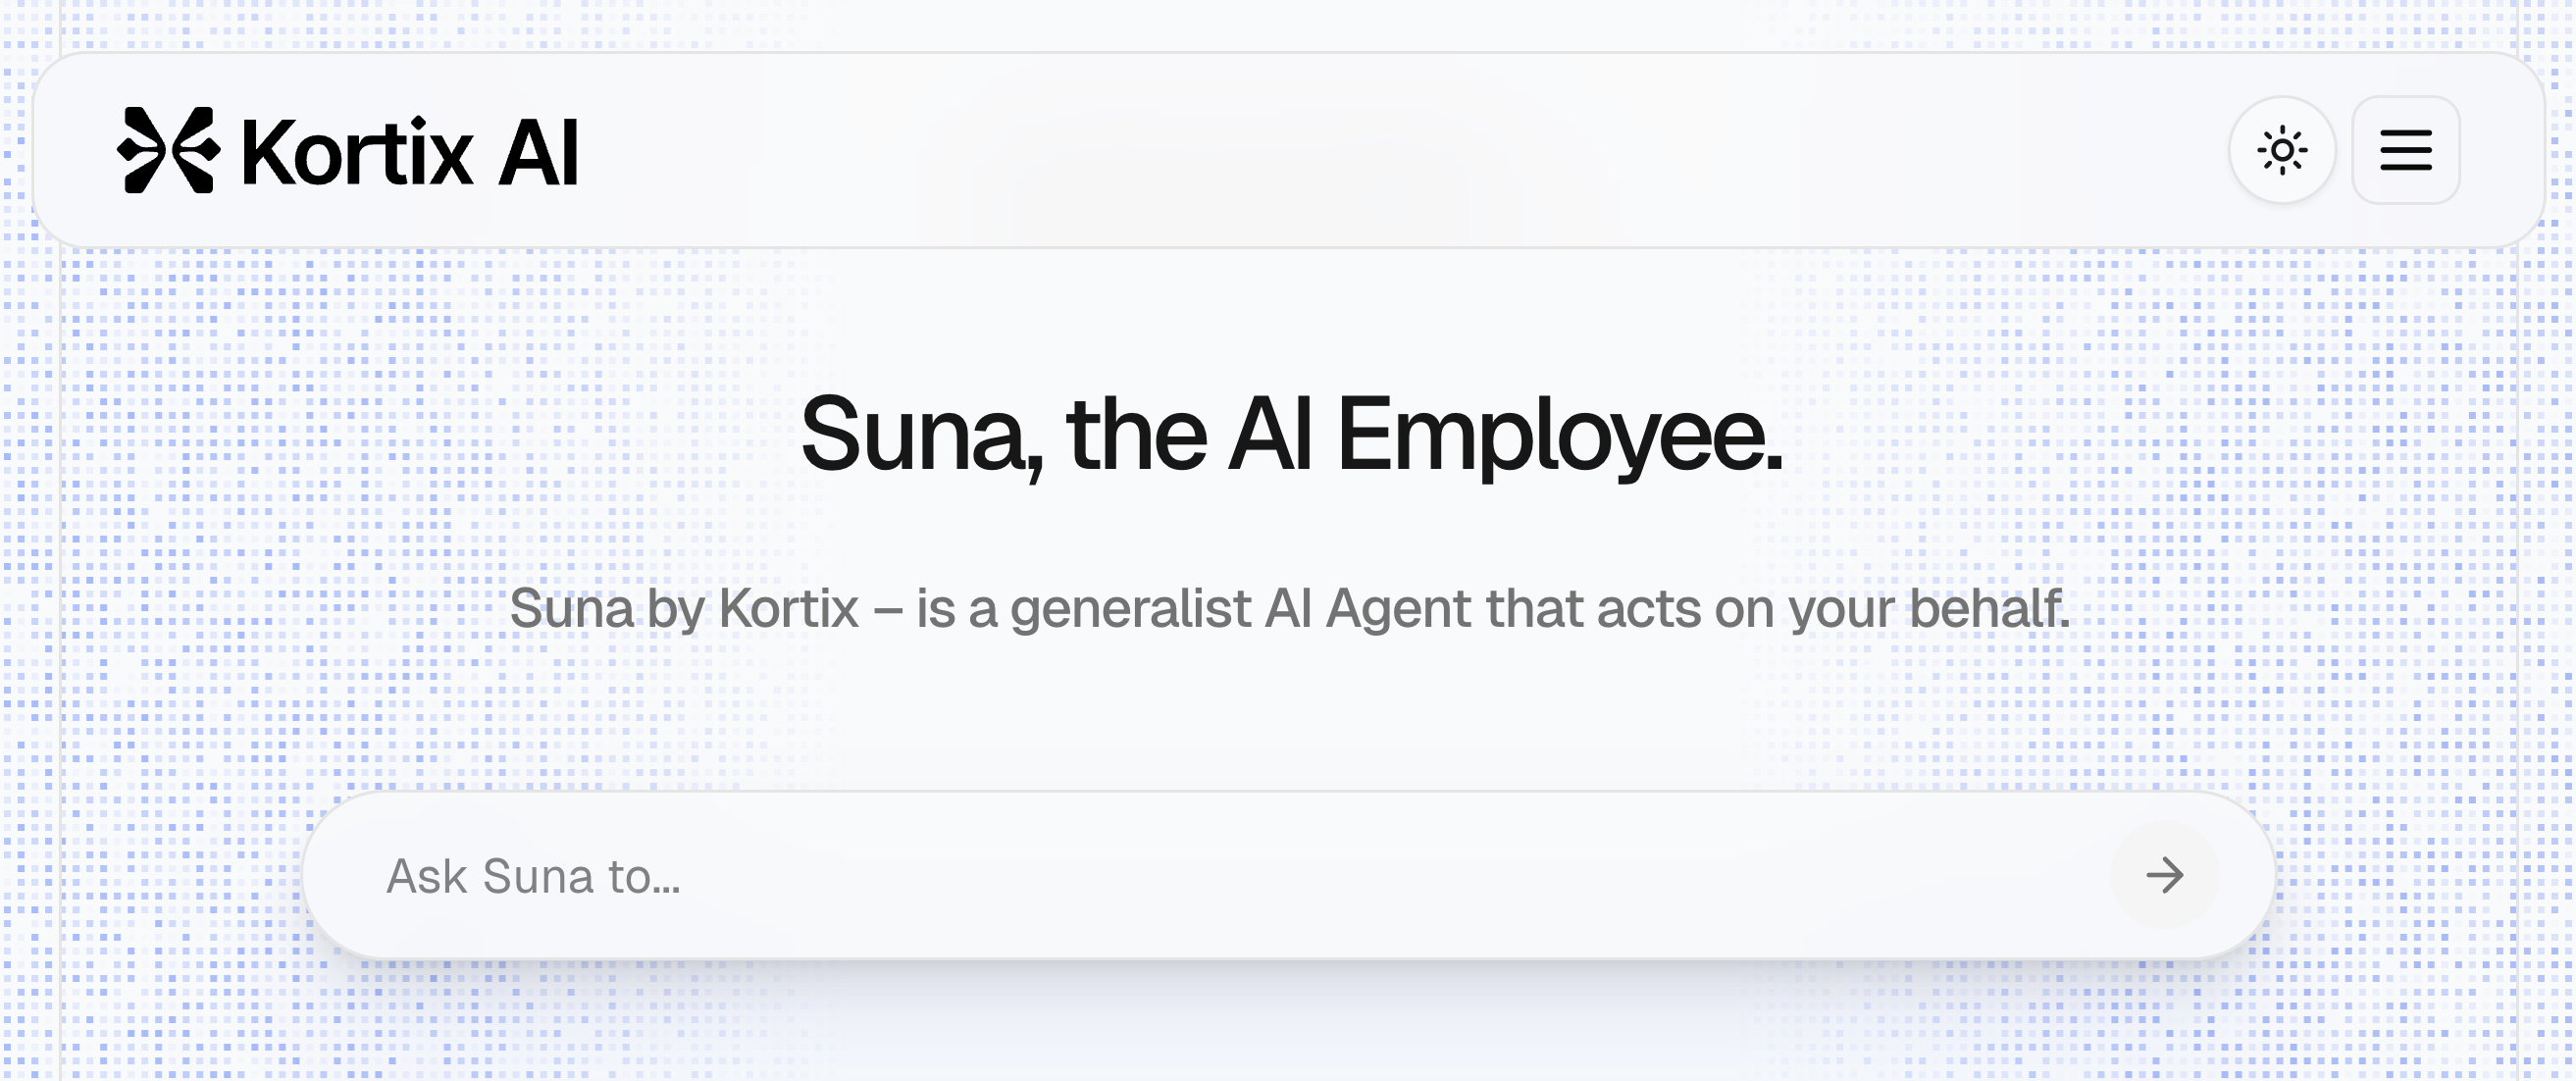 Kortix AI
Suna, the AI Employee.
Suna by Kortix – is a generalist AI Agent that acts on your behalf.
Ask Suna to...